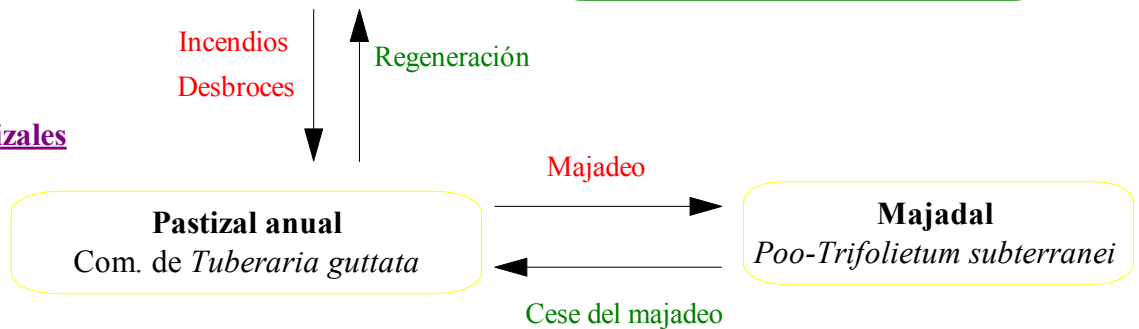 Incendios
Desbroces
Regeneración
izales
Majadeo
Pastizal anual
Com. de Tuberaria guttata
Majadal
Poo-Trifolietum subterranei
Cese del majadeo